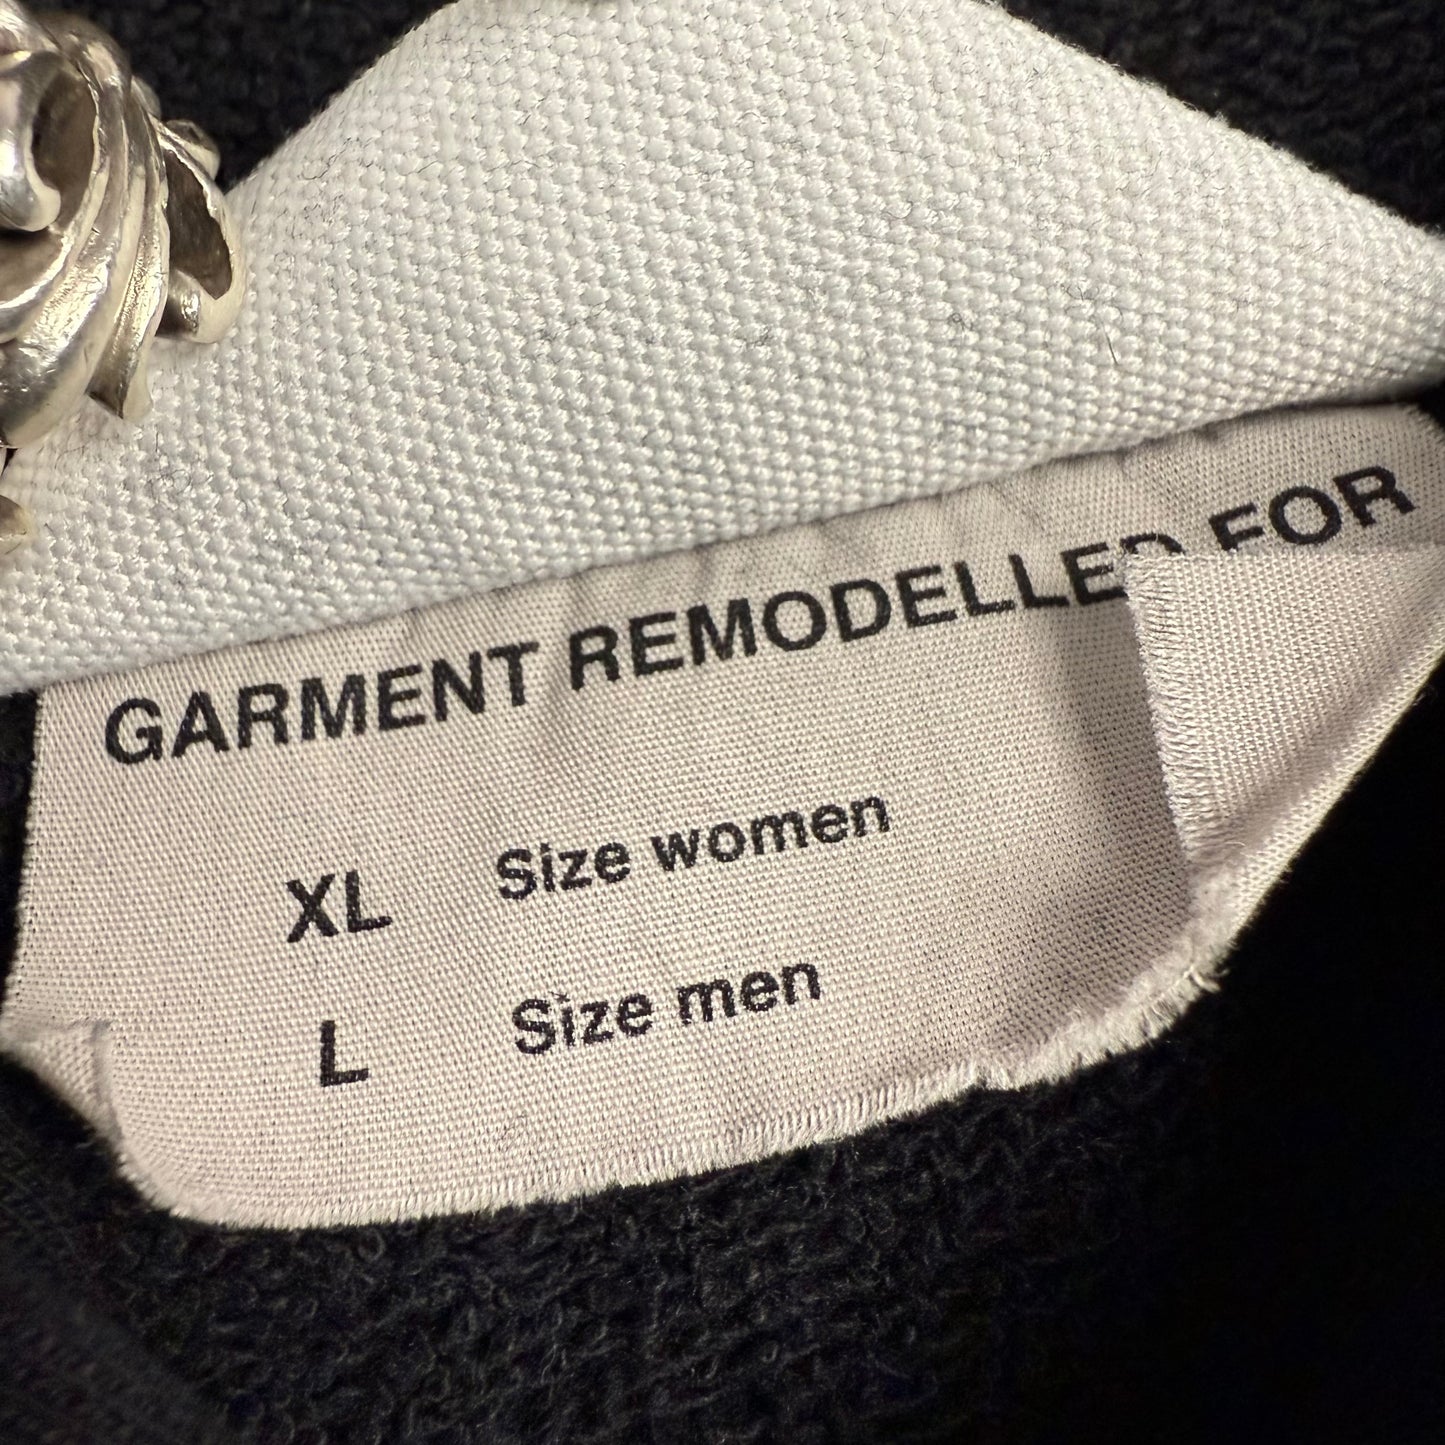 GARMENT REMODELLED FOR
XL Size women
L Size men